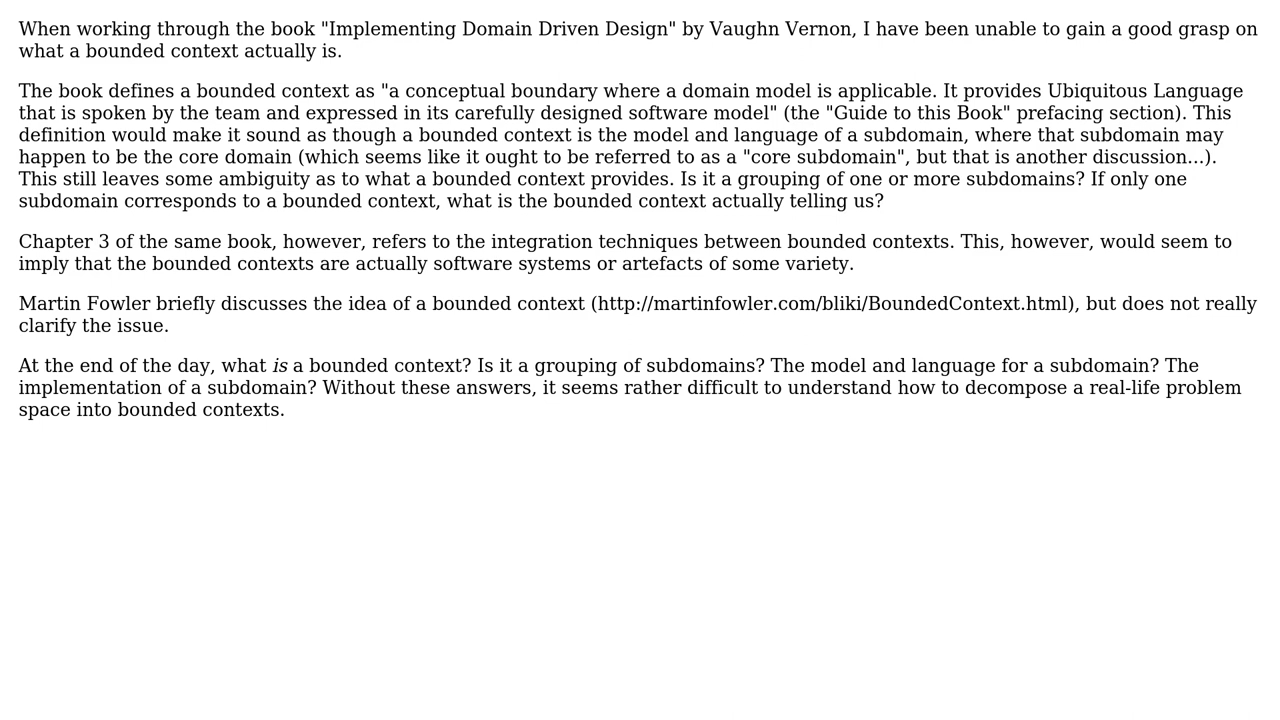 When working through the book "Implementing Domain Driven Design" by Vaughn Vernon, I have been unable to gain a good grasp on
what a bounded context actually is.
The book defines a bounded context as "a conceptual boundary where a domain model is applicable. It provides Ubiquitous Language
that is spoken by the team and expressed in its carefully designed software model" (the "Guide to this Book" prefacing section). This
definition would make it sound as though a bounded context is the model and language of a subdomain, where that subdomain may
happen to be the core domain (which seems like it ought to be referred to as a "core subdomain", but that is another discussion...).
This still leaves some ambiguity as to what a bounded context provides. Is it a grouping of one or more subdomains? If only one
subdomain corresponds to a bounded context, what is the bounded context actually telling us?
Chapter 3 of the same book, however, refers to the integration techniques between bounded contexts. This, however, would seem to
imply that the bounded contexts are actually software systems or artefacts of some variety.
Martin Fowler briefly discusses the idea of a bounded context (http://martinfowler.com/bliki/BoundedContext.html), but does not really
clarify the issue.
At the end of the day, what is a bounded context? Is it a grouping of subdomains? The model and language for a subdomain? The
implementation of a subdomain? Without these answers, it seems rather difficult to understand how to decompose a real-life problem
space into bounded contexts.